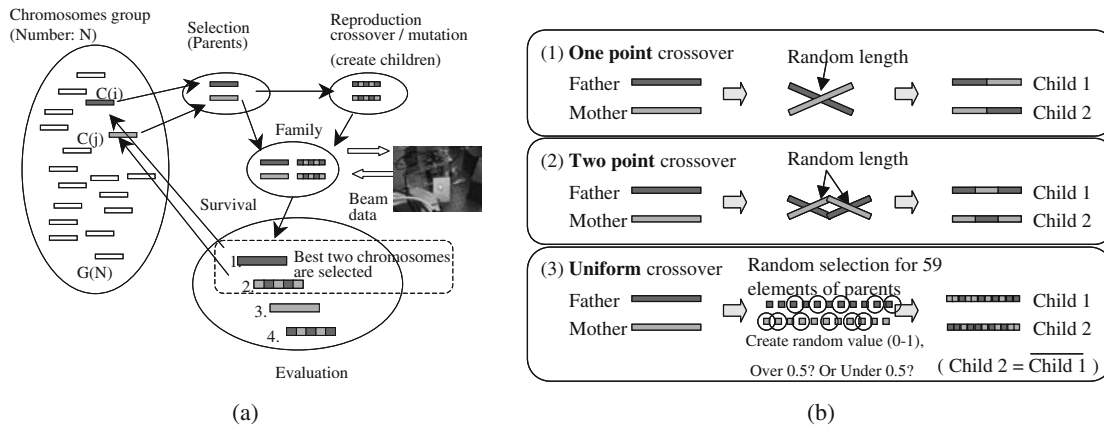 Chromosomes group
(Number: N)
C(i)
C(j)
G(N)
Selection
(Parents)
Reproduction
crossover / mutation
(create children)
Family
Survival
Beam
data
1.
Best two chromosomes
are selected
2.
3.
4.
Evaluation
(a)
(1) One point crossover
Random length
Father
Child 1
Mother
Child 2
(2) Two point crossover
Random length
Father
Child 1
Mother
Child 2
(3) Uniform crossover
Random selection for 59
elements of parents
Father
Child 1
Mother
Child 2
Create random value (0-1),
Over 0.5? Or Under 0.5?
( Child 2 = Child 1 )
(b)